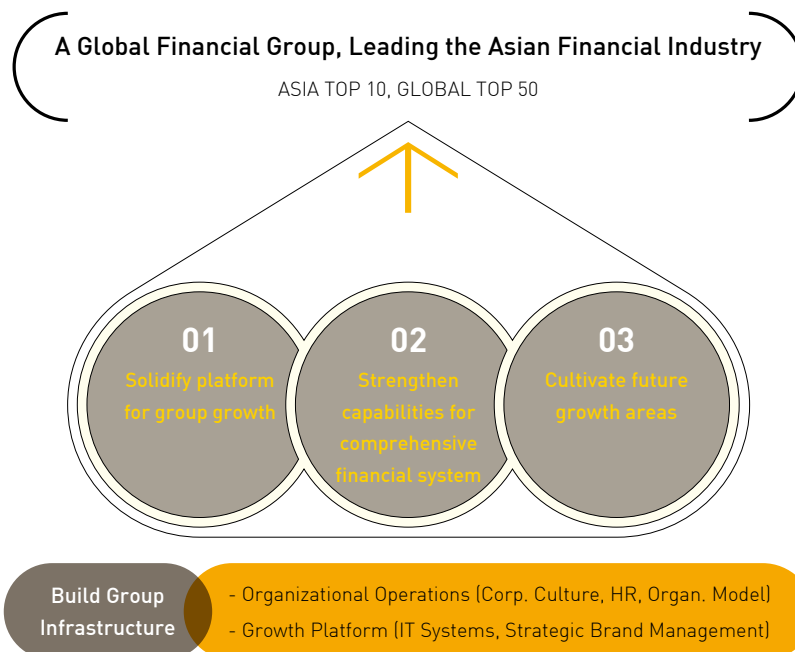 A Global Financial Group, Leading the Asian Financial Industry
ASIA TOP 10, GLOBAL TOP 50
01
Solidify platform
for group growth
02
Strengthen
capabilities for
comprehensive
financial system
03
Cultivate future
growth areas
Build Group
Infrastructure
- Organizational Operations (Corp. Culture, HR, Organ. Model)
- Growth Platform (IT Systems, Strategic Brand Management)